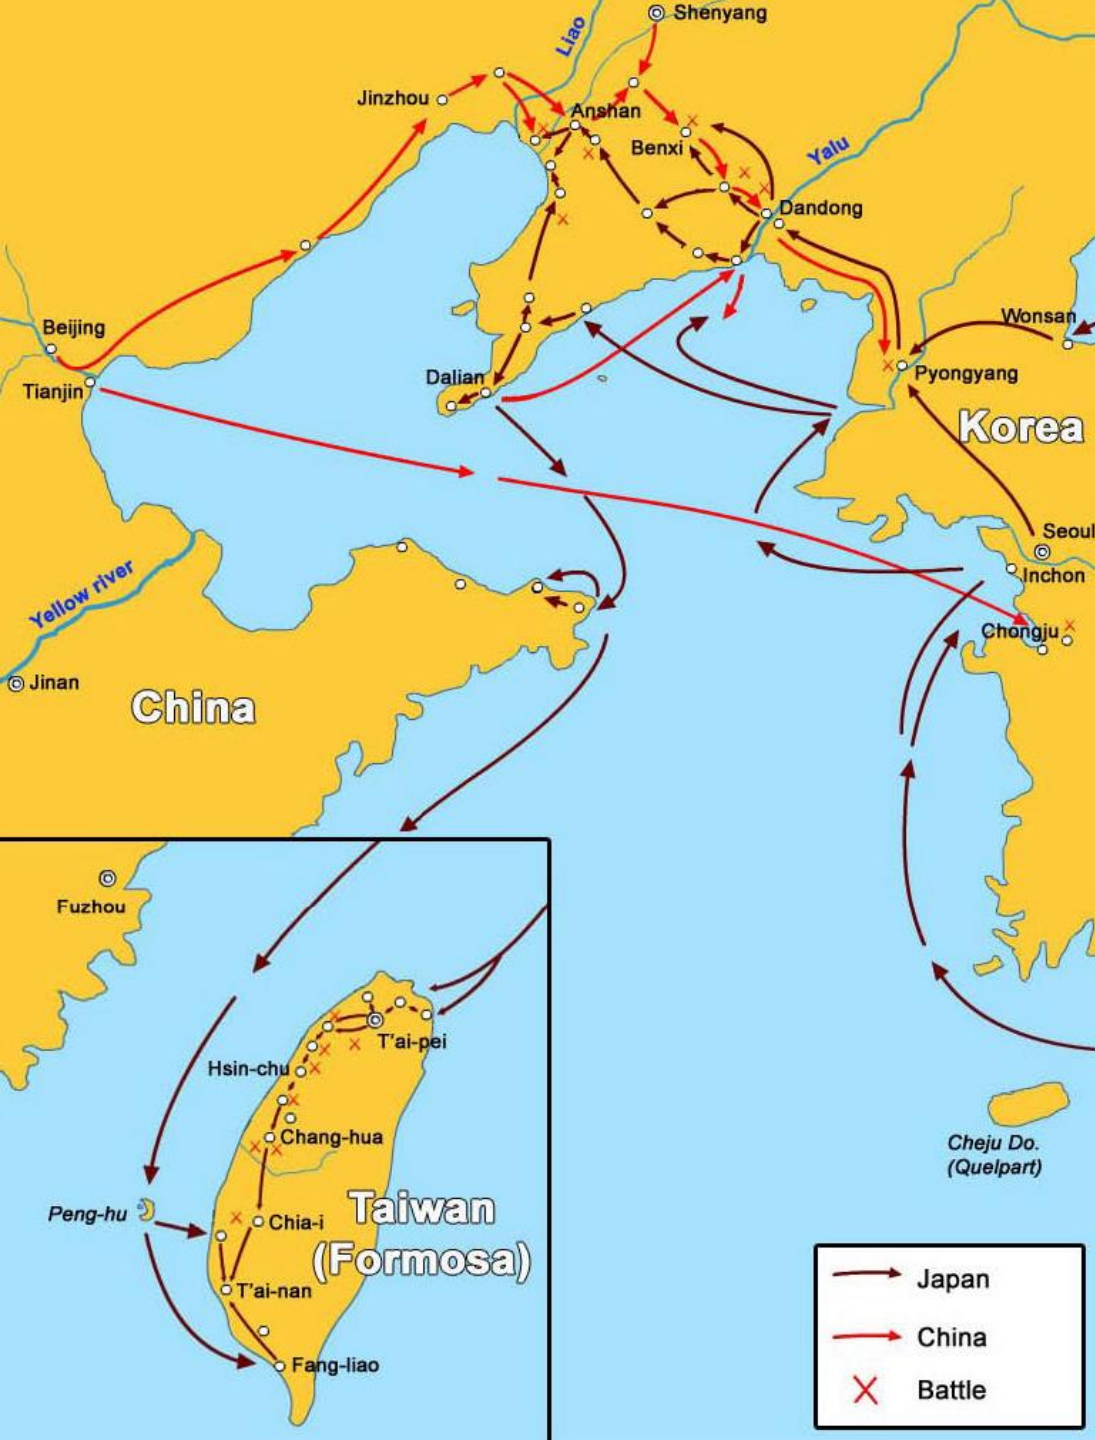 Shenyang
Liao
Jinzhou
Anshan
Benxi
Yalu
Dandong
Beijing
Wonsan
Tianjin
Dalian
Pyongyang
Korea
Seoul
Inchon
Yellow river
Chongju
Jinan
China
Fuzhou
T'ai-pei
Hsin-chu
Chang-hua
Cheju Do.
(Quelpart)
Peng-hu
Taiwan
(Formosa)
Chia-i
T'ai-nan
Fang-liao
Japan
China
Battle